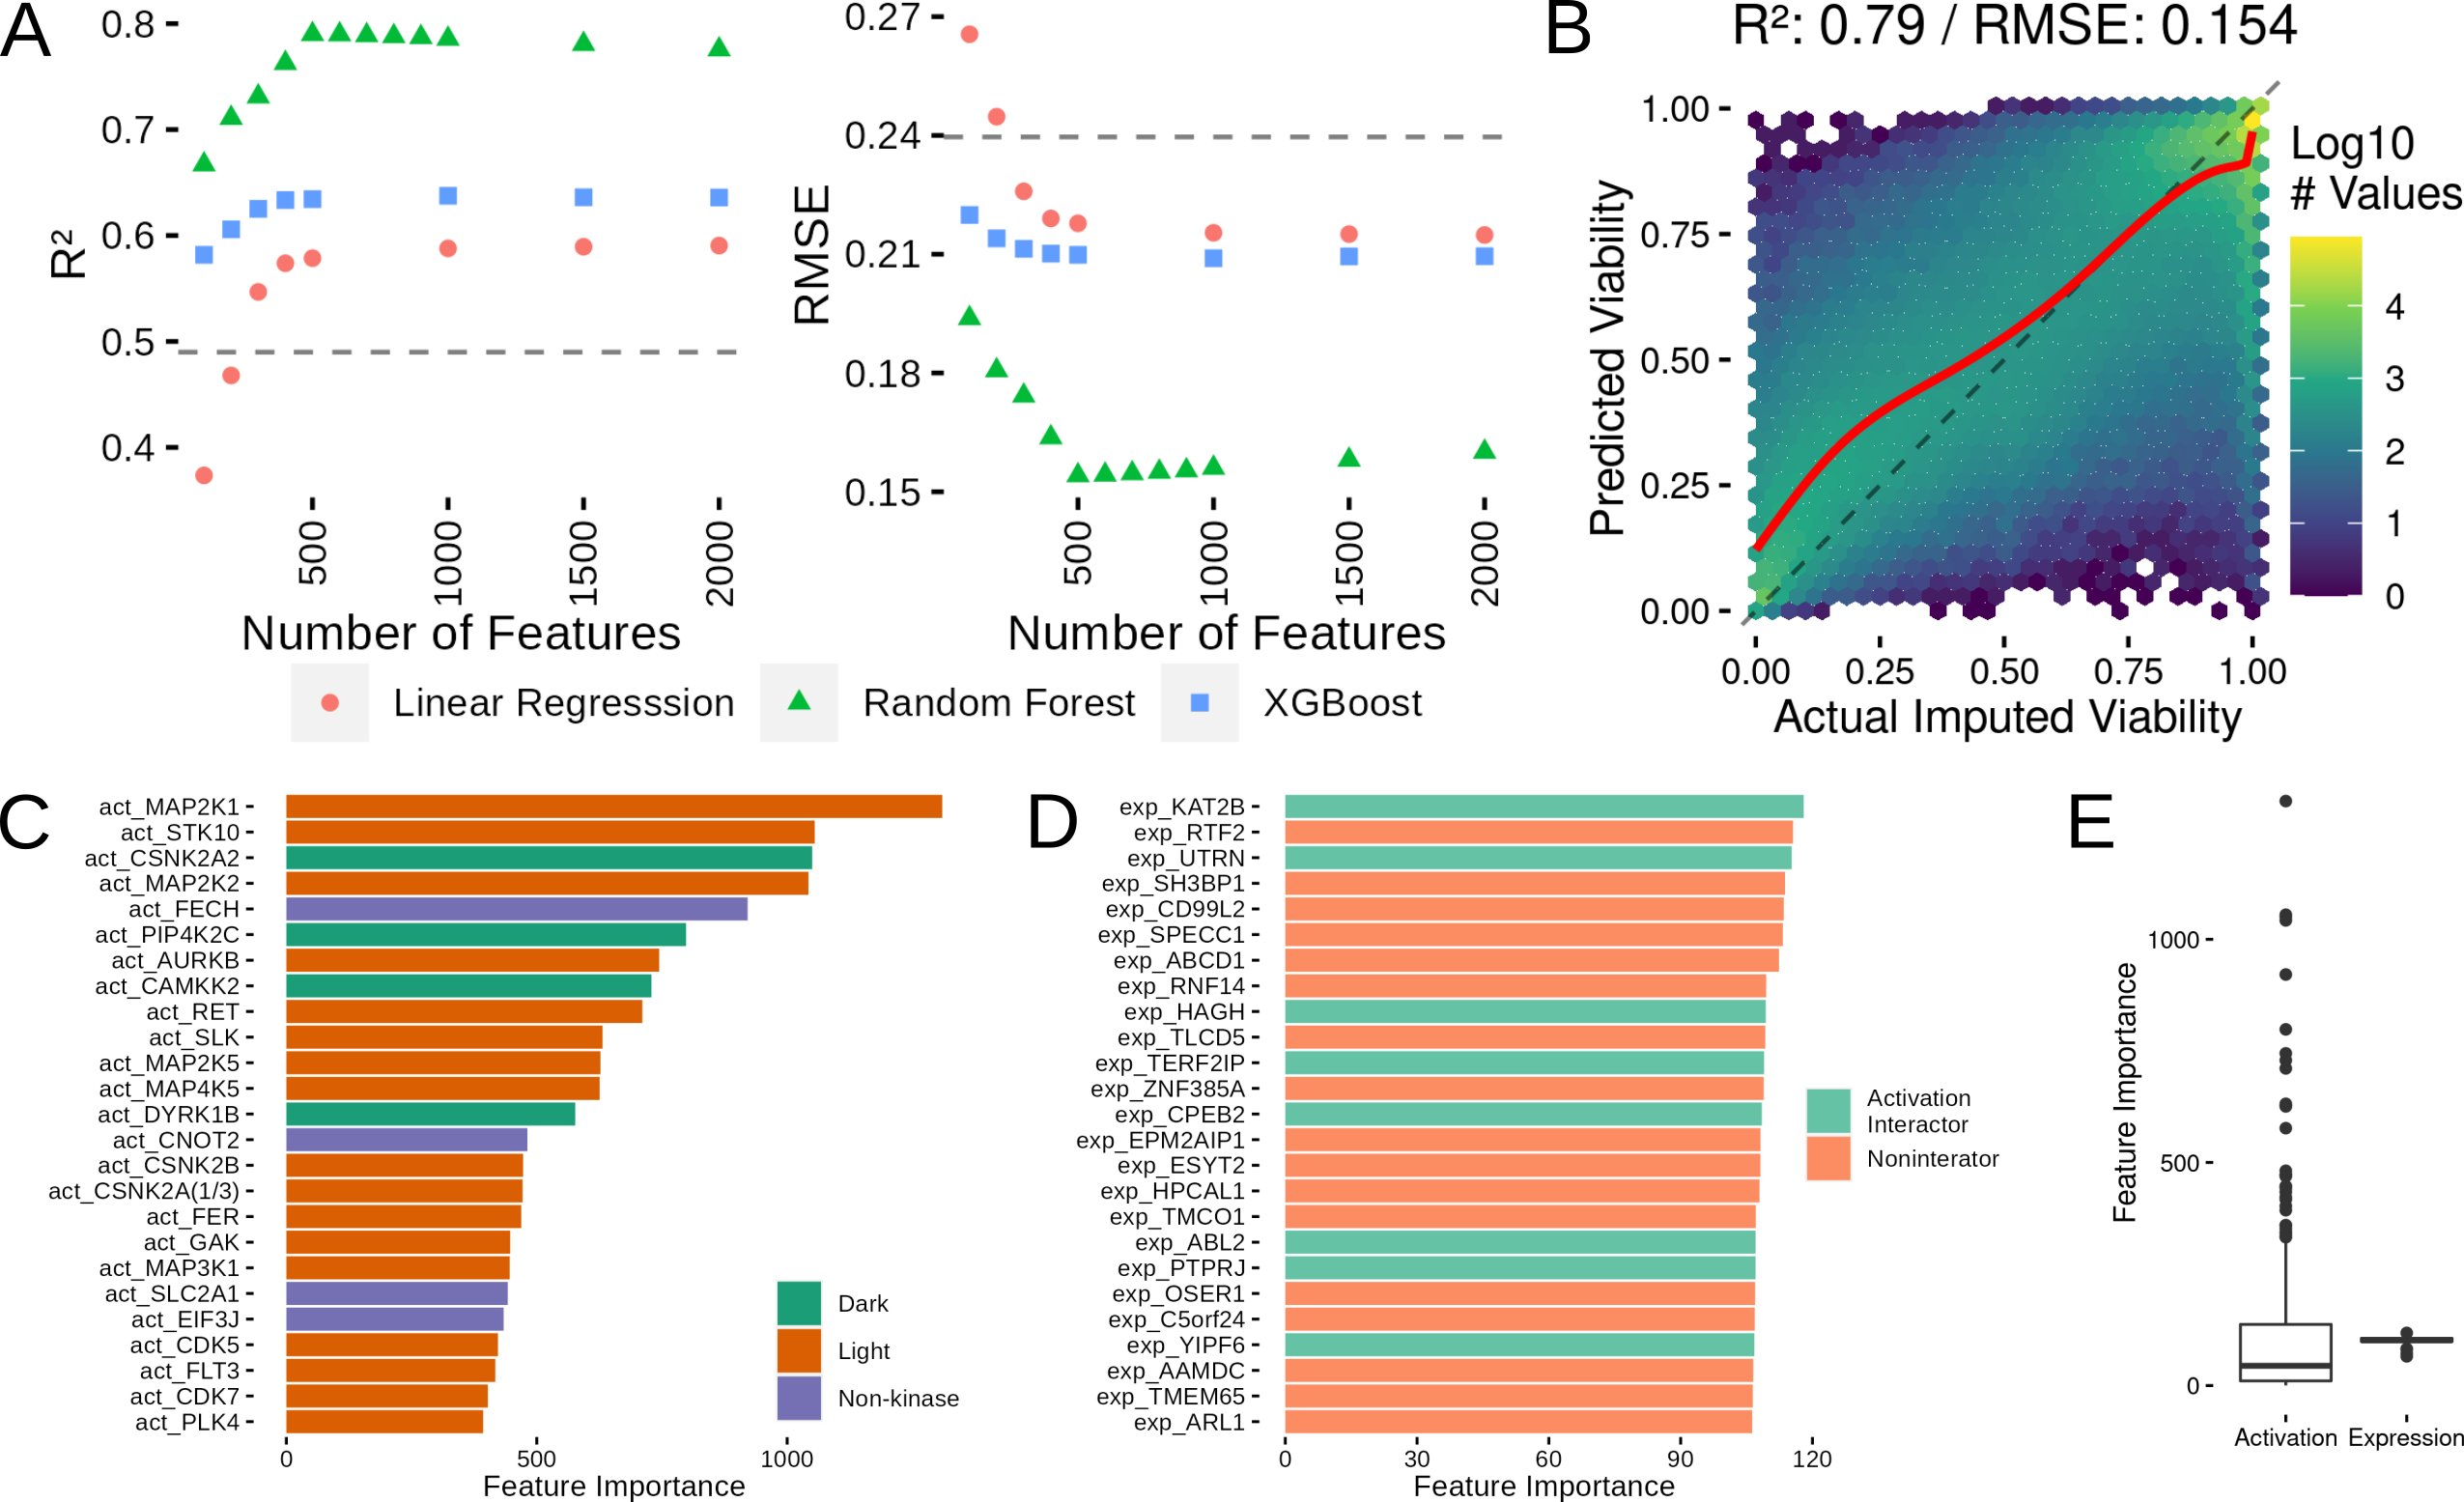 A
0.8
0.7
0.6
0.5
0.4
R²
500
1000
1500
2000
Number of Features
0.27
0.24
0.21
0.18
0.15
RMSE
500
1000
1500
2000
Number of Features
Linear Regresssion
Random Forest
XGBoost
B
R²: 0.79 / RMSE: 0.154
1.00
0.75
0.50
0.25
0.00
Predicted Viability
0.00
0.25
0.50
0.75
1.00
Actual Imputed Viability
Log10
# Values
4
3
2
1
0
C
act_MAP2K1
act_STK10
act_CSNK2A2
act_MAP2K2
act_FECH
act_PIP4K2C
act_AURKB
act_CAMKK2
act_RET
act_SLK
act_MAP2K5
act_MAP4K5
act_DYRK1B
act_CNOT2
act_CSNK2B
act_CSNK2A(1/3)
act_FER
act_GAK
act_MAP3K1
act_SLC2A1
act_EIF3J
act_CDK5
act_FLT3
act_CDK7
act_PLK4
0
500
1000
Feature Importance
Dark
Light
Non-kinase
D
exp_KAT2B
exp_RTF2
exp_UTRN
exp_SH3BP1
exp_CD99L2
exp_SPECC1
exp_ABCD1
exp_RNF14
exp_HAGH
exp_TLCD5
exp_TERF2IP
exp_ZNF385A
exp_CPEB2
exp_EPM2AIP1
exp_ESYT2
exp_HPCAL1
exp_TMCO1
exp_ABL2
exp_PTPRJ
exp_OSER1
exp_C5orf24
exp_YIPF6
exp_AAMDC
exp_TMEM65
exp_ARL1
0
30
60
90
120
Feature Importance
Activation
Interactor
Noninterator
E
1000
500
0
Feature Importance
Activation
Expression